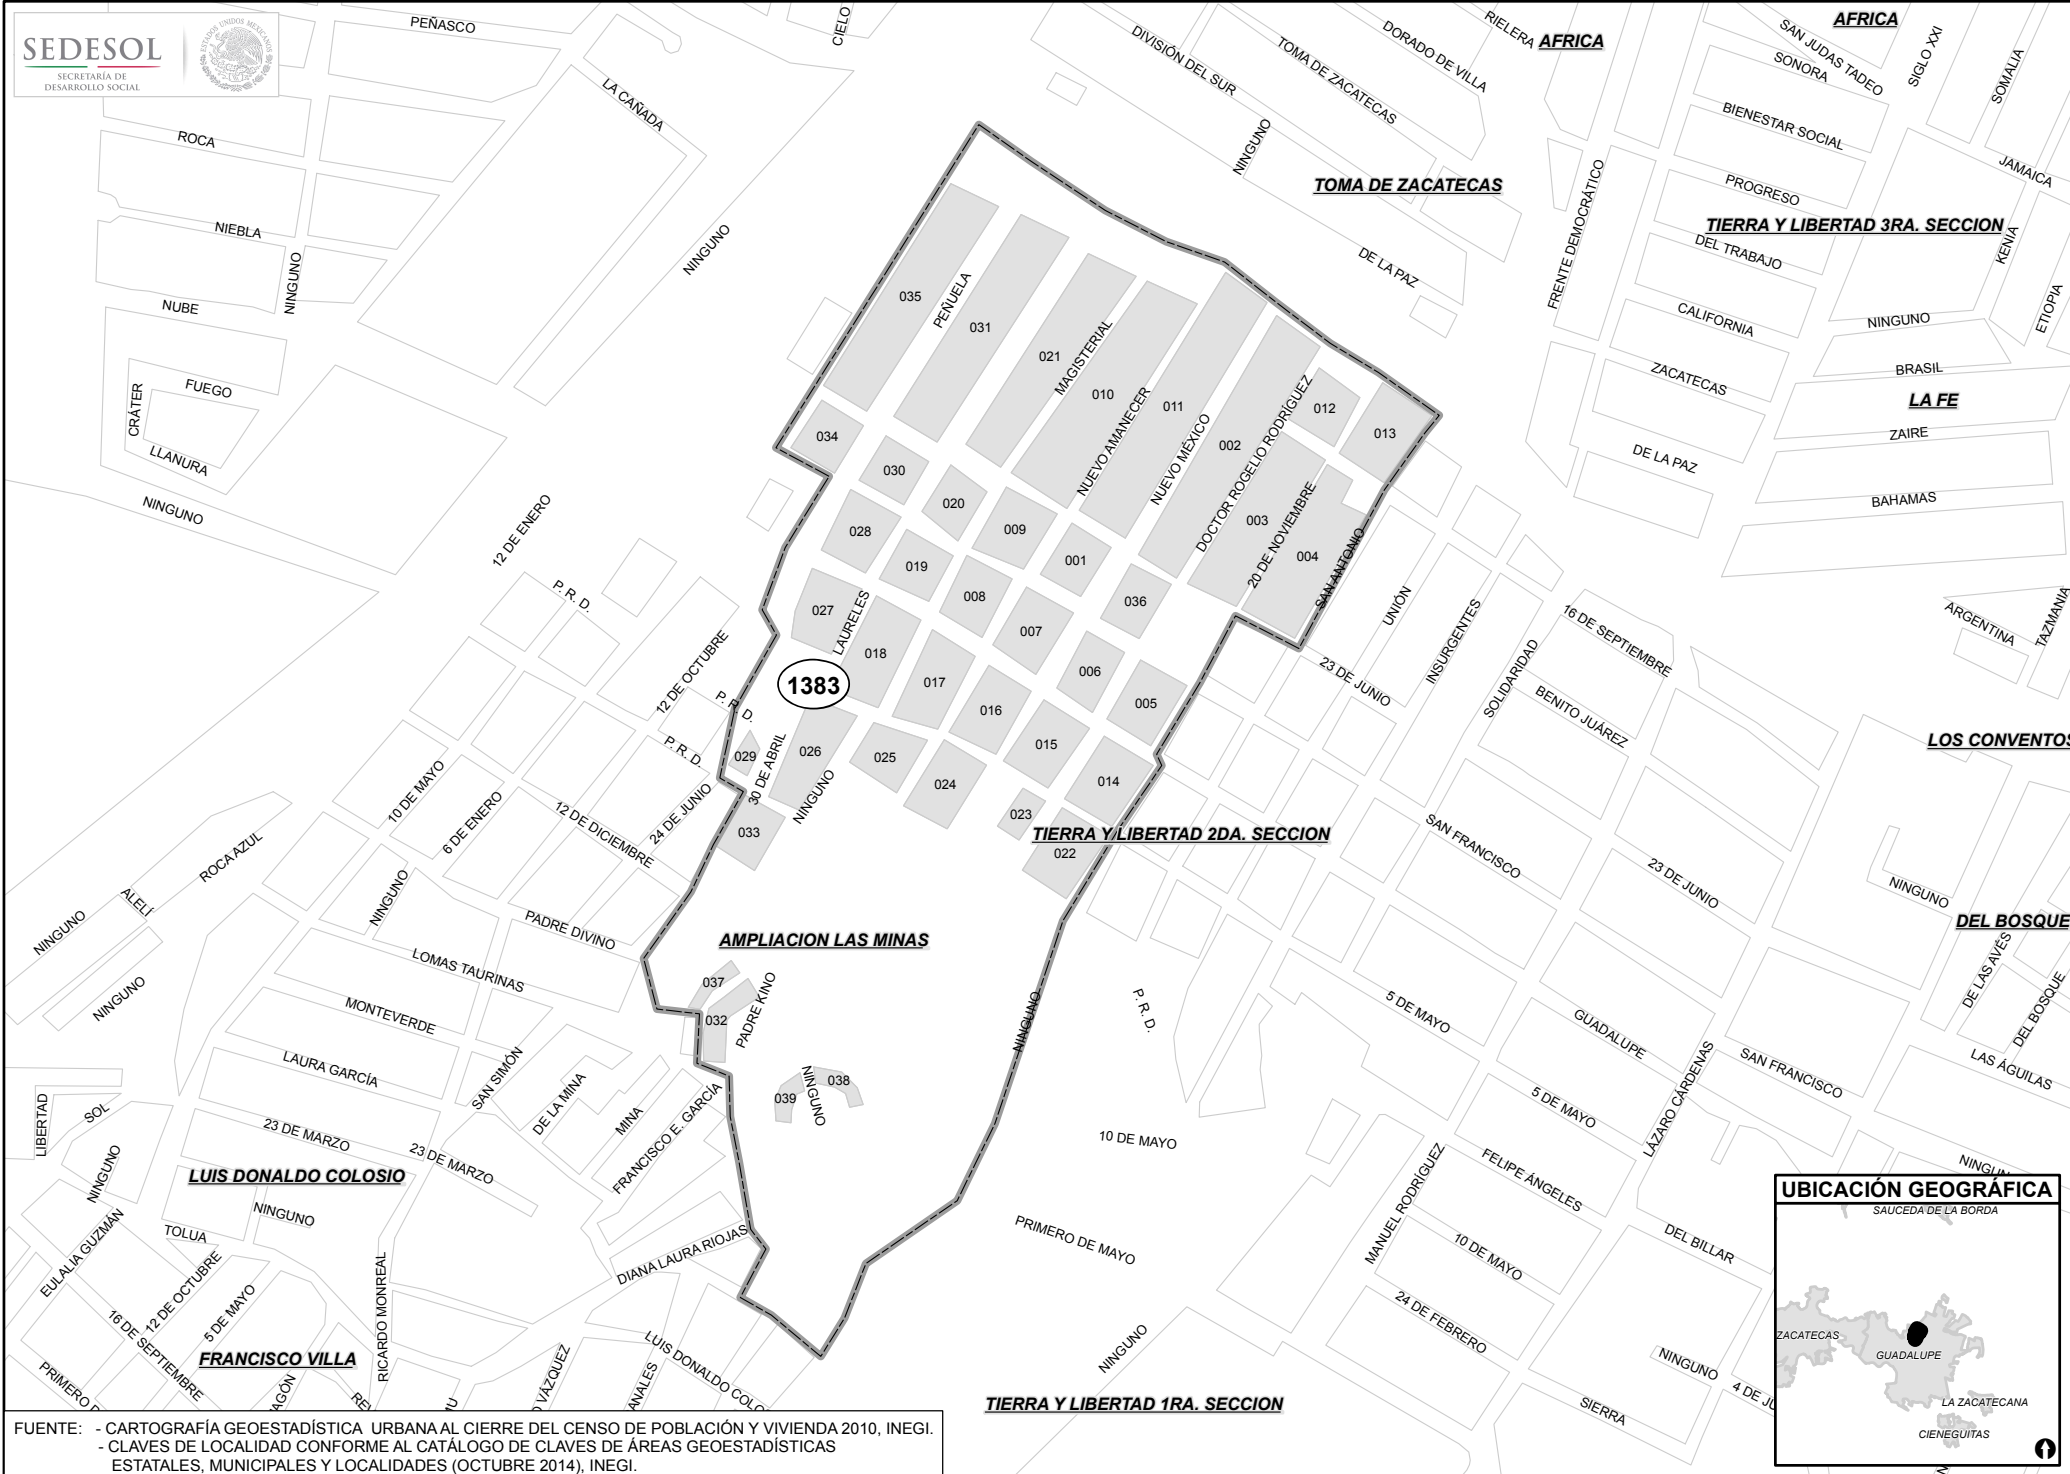 SEDESOL
SECRETARÍA DE
DESARROLLO SOCIAL
ESTADOS UNIDOS MEXICANOS
PEÑASCO
CIELO
LA CAÑADA
ROCA
NIEBLA
NINGUNO
NUBE
NINGUNO
FUEGO
CRÁTER
LLANURA
NINGUNO
DIVISIÓN DEL SUR
TOMA DE ZACATECAS
DORADO DE VILLA
RIELERA
AFRICA
AFRICA
SAN JUDAS TADEO
SONORA
SIGLO XXI
SOMALIA
BIENESTAR SOCIAL
JAMAICA
NINGUNO
TOMA DE ZACATECAS
FRENTE DEMOCRÁTICO
PROGRESO
TIERRA Y LIBERTAD 3RA. SECCION
DEL TRABAJO
KENIA
DE LA PAZ
CALIFORNIA
NINGUNO
ETIOPIA
ZACATECAS
BRASIL
LA FE
ZAIRE
DE LA PAZ
BAHAMAS
035
PEÑUELA
031
021
MAGISTERIAL
010
NUEVO AMANECER
011
NUEVO MÉXICO
002
DOCTOR ROGELIO RODRÍGUEZ
012
013
034
030
020
009
001
036
003
20 DE NOVIEMBRE
004
SAN ANTONIO
028
019
008
007
006
005
027
LAURELES
018
017
016
015
014
1383
029
30 DE ABRIL
026
NINGUNO
025
024
023
022
033
12 DE ENERO
P. R. D.
12 DE OCTUBRE
P. R. D.
P. R. D.
10 DE MAYO
6 DE ENERO
12 DE DICIEMBRE
24 DE JUNIO
UNIÓN
INSURGENTES
23 DE JUNIO
SOLIDARIDAD
16 DE SEPTIEMBRE
BENITO JUÁREZ
ARGENTINA
TAZMANIA
LOS CONVENTOS
TIERRA Y LIBERTAD 2DA. SECCION
SAN FRANCISCO
23 DE JUNIO
NINGUNO
DEL BOSQUE
DE LAS AVES
DEL BOSQUE
LAS ÁGUILAS
ROCA AZUL
ALELÍ
NINGUNO
NINGUNO
NINGUNO
PADRE DIVINO
LOMAS TAURINAS
MONTEVERDE
LAURA GARCÍA
AMPLIACION LAS MINAS
037
032
PADRE KINO
NINGUNO
038
039
NINGUNO
P. R. D.
5 DE MAYO
GUADALUPE
SAN FRANCISCO
5 DE MAYO
LÁZARO CÁRDENAS
SAN SIMÓN
DE LA MINA
MINA
FRANCISCO E. GARCÍA
LIBERTAD
SOL
NINGUNO
23 DE MARZO
23 DE MARZO
LUIS DONALDO COLOSIO
NINGUNO
TOLUA
EULALIA GUZMÁN
12 DE OCTUBRE
5 DE MAYO
16 DE SEPTIEMBRE
RICARDO MONREAL
FRANCISCO VILLA
DIANA LAURA RIOJAS
LUIS DONALDO COLO
VÁZQUEZ
ANALES
PRIMERO D
AGÓN
10 DE MAYO
PRIMERO DE MAYO
MANUEL RODRÍGUEZ
FELIPE ÁNGELES
10 DE MAYO
24 DE FEBRERO
DEL BILLAR
NINGUNO
NINGUNO
SIERRA
4 DE JU
TIERRA Y LIBERTAD 1RA. SECCION
UBICACIÓN GEOGRÁFICA
SAUCEDA DE LA BORDA
ZACATECAS
GUADALUPE
LA ZACATECANA
CIENEGUITAS
FUENTE: - CARTOGRAFÍA GEOESTADÍSTICA URBANA AL CIERRE DEL CENSO DE POBLACIÓN Y VIVIENDA 2010, INEGI.
- CLAVES DE LOCALIDAD CONFORME AL CATÁLOGO DE CLAVES DE ÁREAS GEOESTADÍSTICAS
ESTATALES, MUNICIPALES Y LOCALIDADES (OCTUBRE 2014), INEGI.